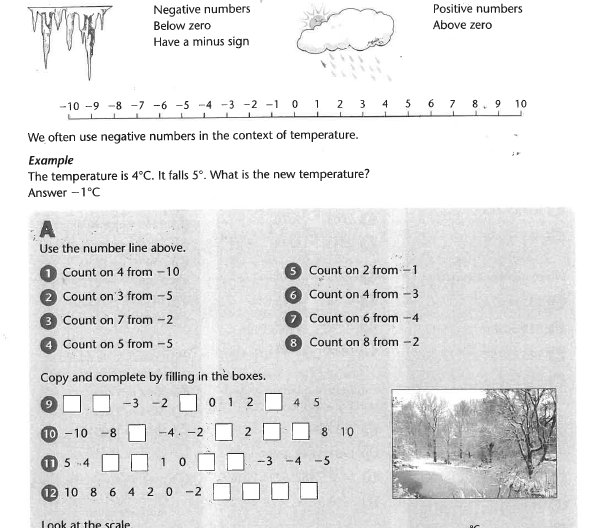 Negative numbers
Below zero
Have a minus sign
Positive numbers
Above zero
−10 −9 −8 −7 −6 −5 −4 −3 −2 −1 0 1 2 3 4 5 6 7 8 9 10
We often use negative numbers in the context of temperature.
Example
The temperature is 4°C. It falls 5°. What is the new temperature?
Answer −1°C
A
Use the number line above.
1 Count on 4 from −10
2 Count on 3 from −5
3 Count on 7 from −2
4 Count on 5 from −5
5 Count on 2 from −1
6 Count on 4 from −3
7 Count on 6 from −4
8 Count on 8 from −2
Copy and complete by filling in the boxes.
9 □ □ −3 −2 □ 0 1 2 □ 4 5
10 −10 −8 □ −4 −2 □ 2 □ □ 8 10
11 5 4 □ □ 1 0 □ □ −3 −4 −5
12 10 8 6 4 2 0 −2 □ □ □ □
Look at the scale.
°C